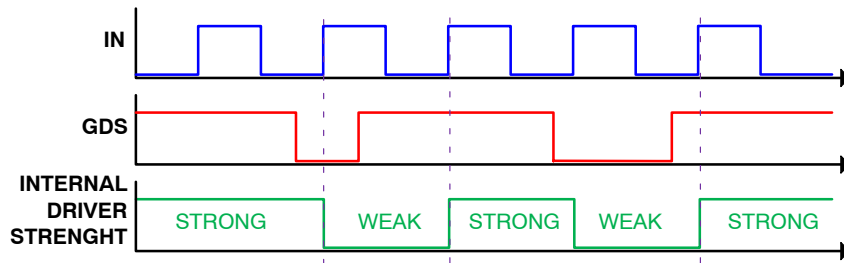 IN
GDS
INTERNAL
DRIVER
STRENGHT
STRONG WEAK STRONG WEAK STRONG